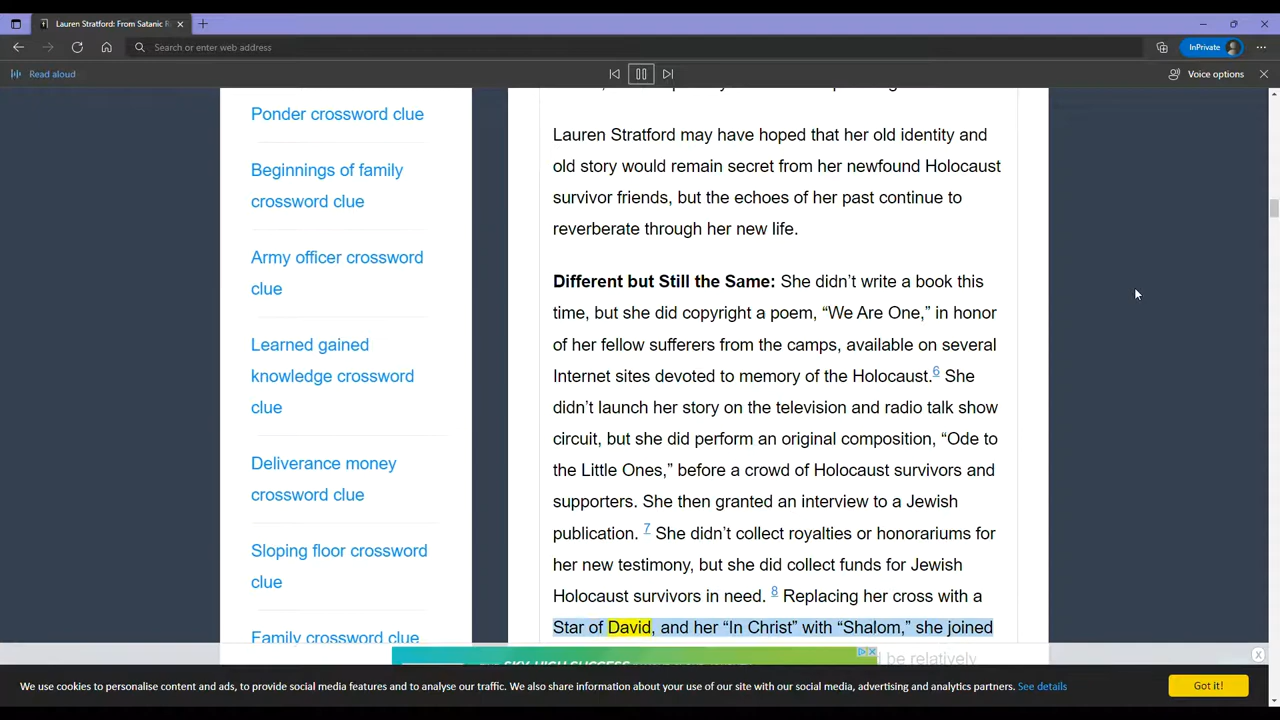 Lauren Stratford: From Satanic R
Search or enter web address
InPrivate
Read aloud
Voice options
Ponder crossword clue
Beginnings of family
crossword clue
Army officer crossword
clue
Learned gained
knowledge crossword
clue
Deliverance money
crossword clue
Sloping floor crossword
clue
Family crossword clue
Lauren Stratford may have hoped that her old identity and
old story would remain secret from her newfound Holocaust
survivor friends, but the echoes of her past continue to
reverberate through her new life.
Different but Still the Same: She didn’t write a book this
time, but she did copyright a poem, “We Are One,” in honor
of her fellow sufferers from the camps, available on several
Internet sites devoted to memory of the Holocaust.6 She
didn’t launch her story on the television and radio talk show
circuit, but she did perform an original composition, “Ode to
the Little Ones,” before a crowd of Holocaust survivors and
supporters. She then granted an interview to a Jewish
publication. 7 She didn’t collect royalties or honorariums for
her new testimony, but she did collect funds for Jewish
Holocaust survivors in need. 8 Replacing her cross with a
Star of David, and her “In Christ” with “Shalom,” she joined
be relatively
SKY-HIGH SUCCESS
We use cookies to personalise content and ads, to provide social media features and to analyse our traffic. We also share information about your use of our site with our social media, advertising and analytics partners. See details
Got it!